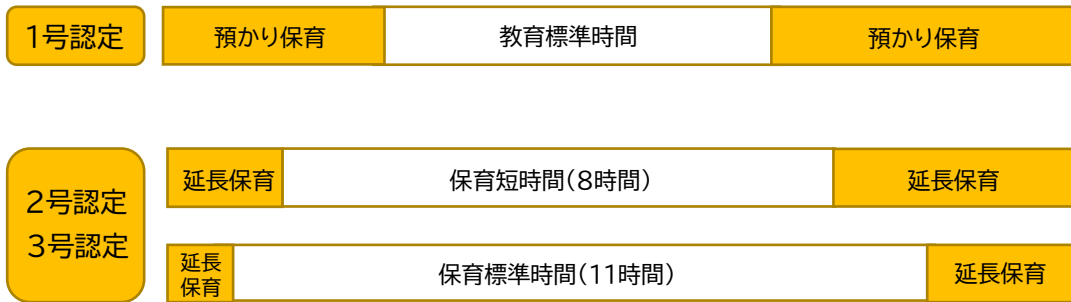 1号認定
預かり保育
教育標準時間
預かり保育
2号認定
3号認定
延長保育
保育短時間(8時間)
延長保育
延長
保育
保育標準時間(11時間)
延長保育